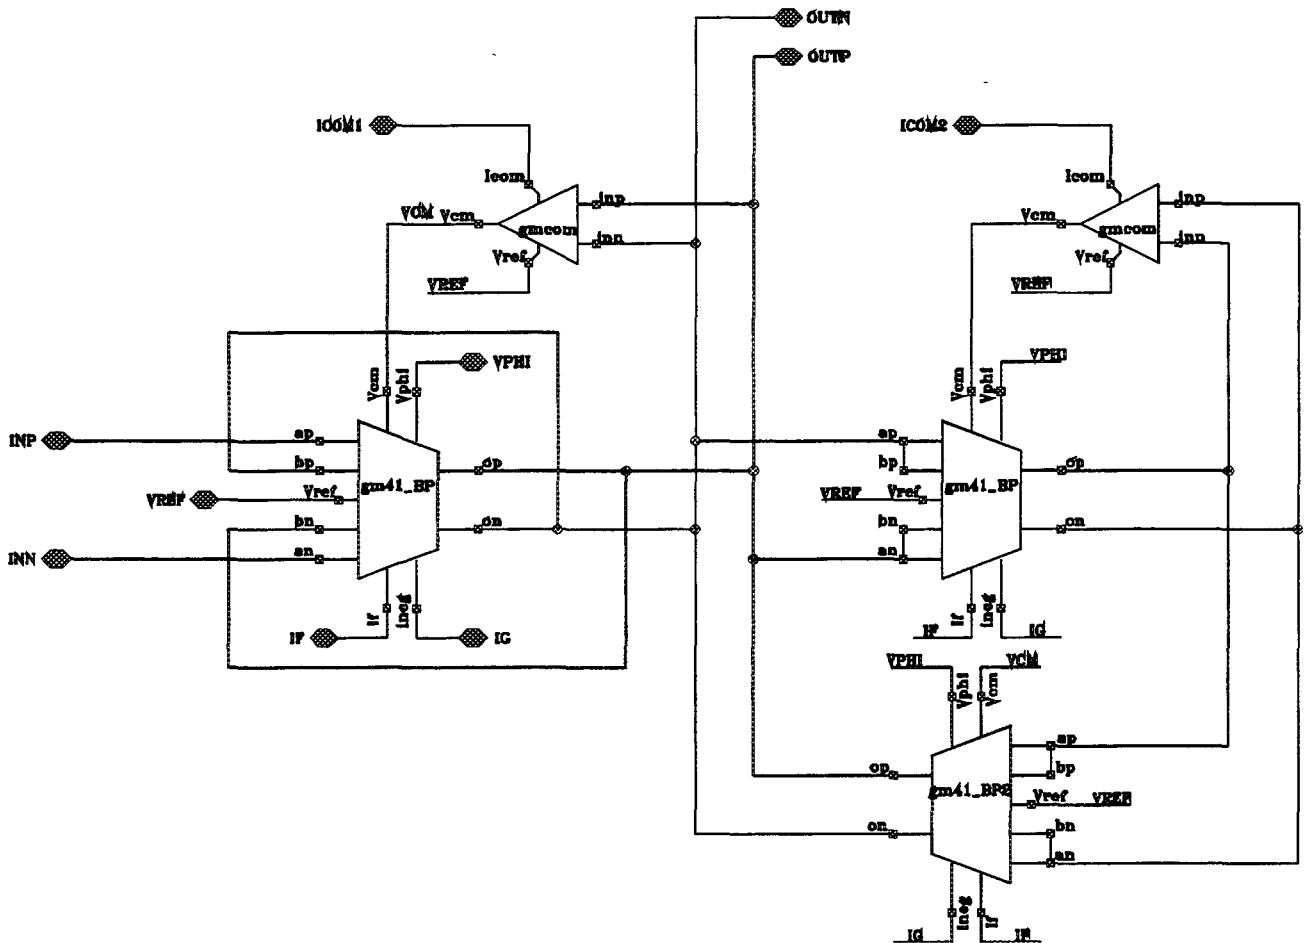 OUTN
OUTP
ICOM1
ICOM2
Icom
Icom
inp
inp
VCM Vcm
Vcm
gmcom
gmcom
inn
inn
Vref
Vref
VREF
VREF
VPHI
VPHI
Vcm
Vphi
Vcm
Vphi
INP
ap
ap
bp
op
bp
op
gm41_BP
gm41_BP
VREF
Vref
VREF
Vref
bn
on
bn
on
INN
an
an
If
ineg
If
ineg
IF
IG
IF
IG
VPHI
VCM
Vphi
Vcm
ap
op
bp
gm41_BP2
Vref
VREF
on
bn
an
ineg
If
IG
IF